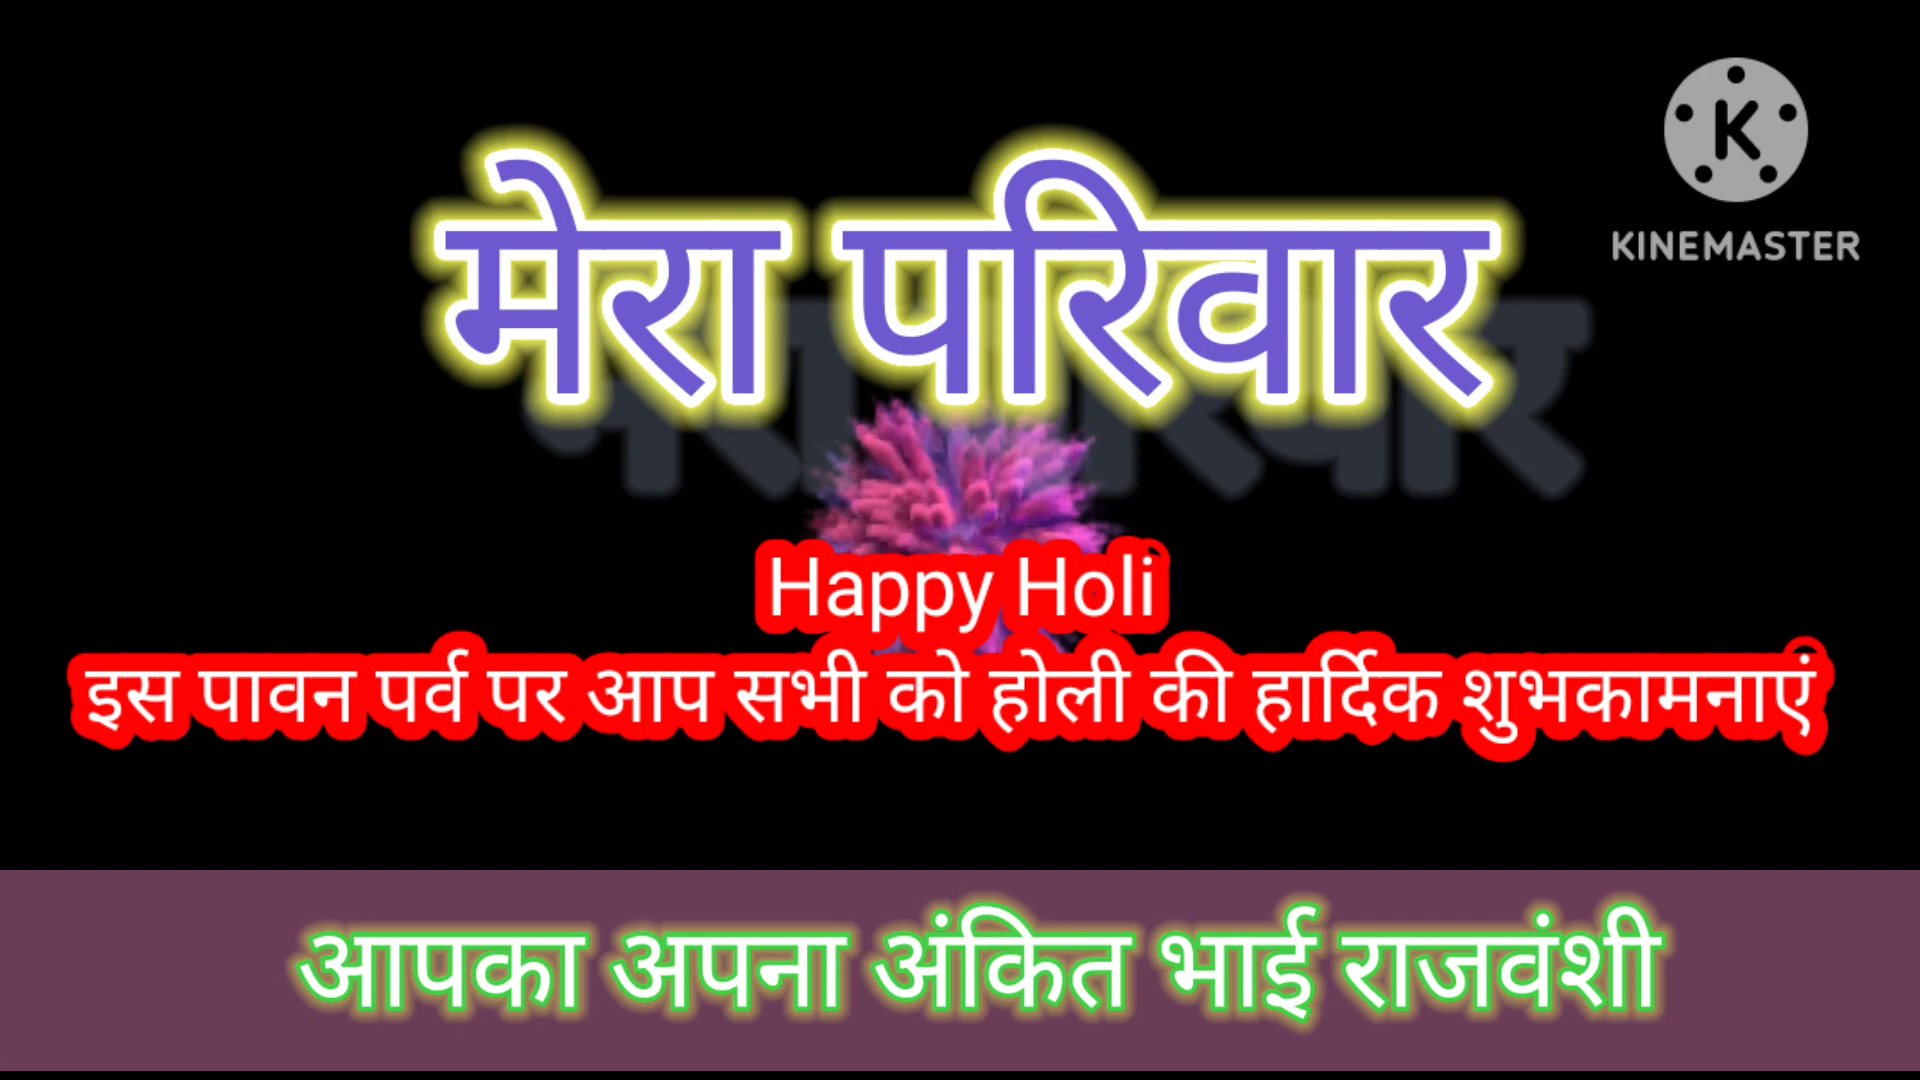 K
KINEMASTER
मेरा परिवार
Happy Holi
इस पावन पर्व पर आप सभी को होली की हार्दिक शुभकामनाएं
आपका अपना अंकित भाई राजवंशी